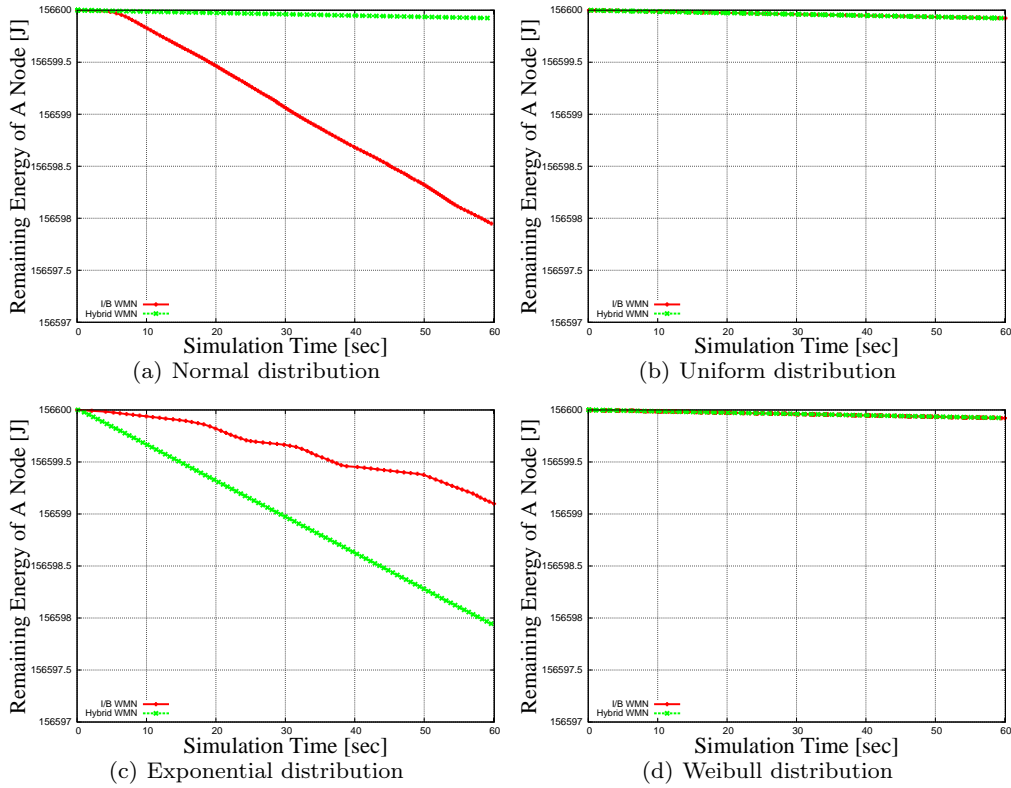 Remaining Energy of A Node [J]
156600
156599.5
156599
156598.5
156598
156597.5
156597
I/B WMN
Hybrid WMN
0 10 20 30 40 50 60
Simulation Time [sec]
(a) Normal distribution
Remaining Energy of A Node [J]
156600
156599.5
156599
156598.5
156598
156597.5
156597
I/B WMN
Hybrid WMN
0 10 20 30 40 50 60
Simulation Time [sec]
(b) Uniform distribution
Remaining Energy of A Node [J]
156600
156599.5
156599
156598.5
156598
156597.5
156597
I/B WMN
Hybrid WMN
0 10 20 30 40 50 60
Simulation Time [sec]
(c) Exponential distribution
Remaining Energy of A Node [J]
156600
156599.5
156599
156598.5
156598
156597.5
156597
I/B WMN
Hybrid WMN
0 10 20 30 40 50 60
Simulation Time [sec]
(d) Weibull distribution